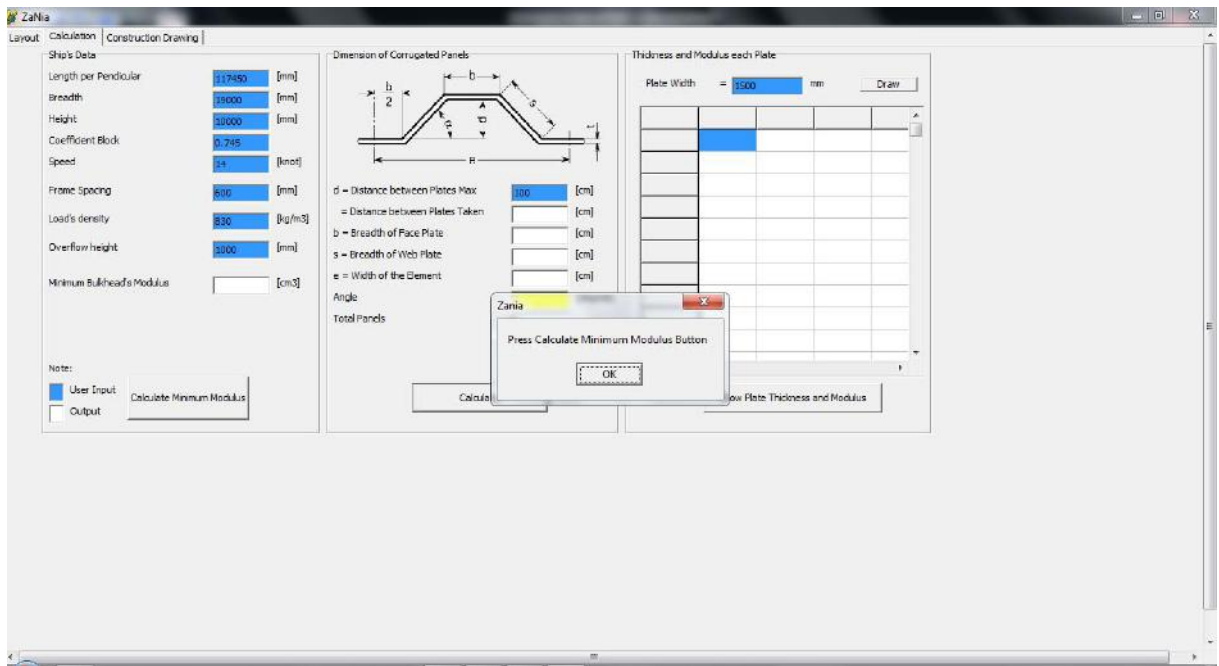 ZaNia
Layout Calculation Construction Drawing
Ship's Data
Length per Pendicular 117450 [mm]
Breadth 19000 [mm]
Height 10000 [mm]
Coefficient Block 0.745
Speed 14 [knot]
Frame Spacing 600 [mm]
Load's density 830 [kg/m3]
Overflow height 1000 [mm]
Minimum Bulkhead's Modulus [cm3]
Note:
User Input
Output
Calculate Minimum Modulus
Dimension of Corrugated Panels
b
b
2
s
d
t
d = Distance between Plates Max 100 [cm]
= Distance between Plates Taken [cm]
b = Breadth of Face Plate [cm]
s = Breadth of Web Plate [cm]
e = Width of the Element [cm]
Angle
Total Panels
Calcula
Thickness and Modulus each Plate
Plate Width = 1500 mm Draw
ow Plate Thickness and Modulus
Zania
Press Calculate Minimum Modulus Button
OK